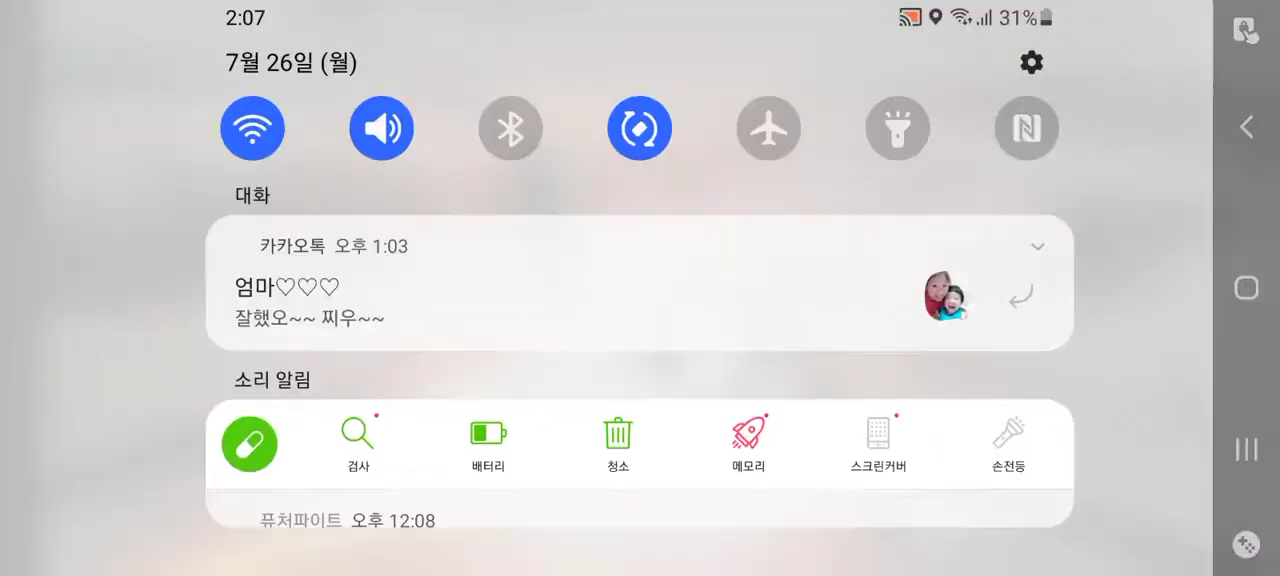 2:07
31%
7월 26일 (월)
대화
카카오톡 오후 1:03
엄마♡♡♡
잘했오~~ 찌우~~
소리 알림
검사
배터리
청소
메모리
스크린커버
손전등
퓨처파이트 오후 12:08